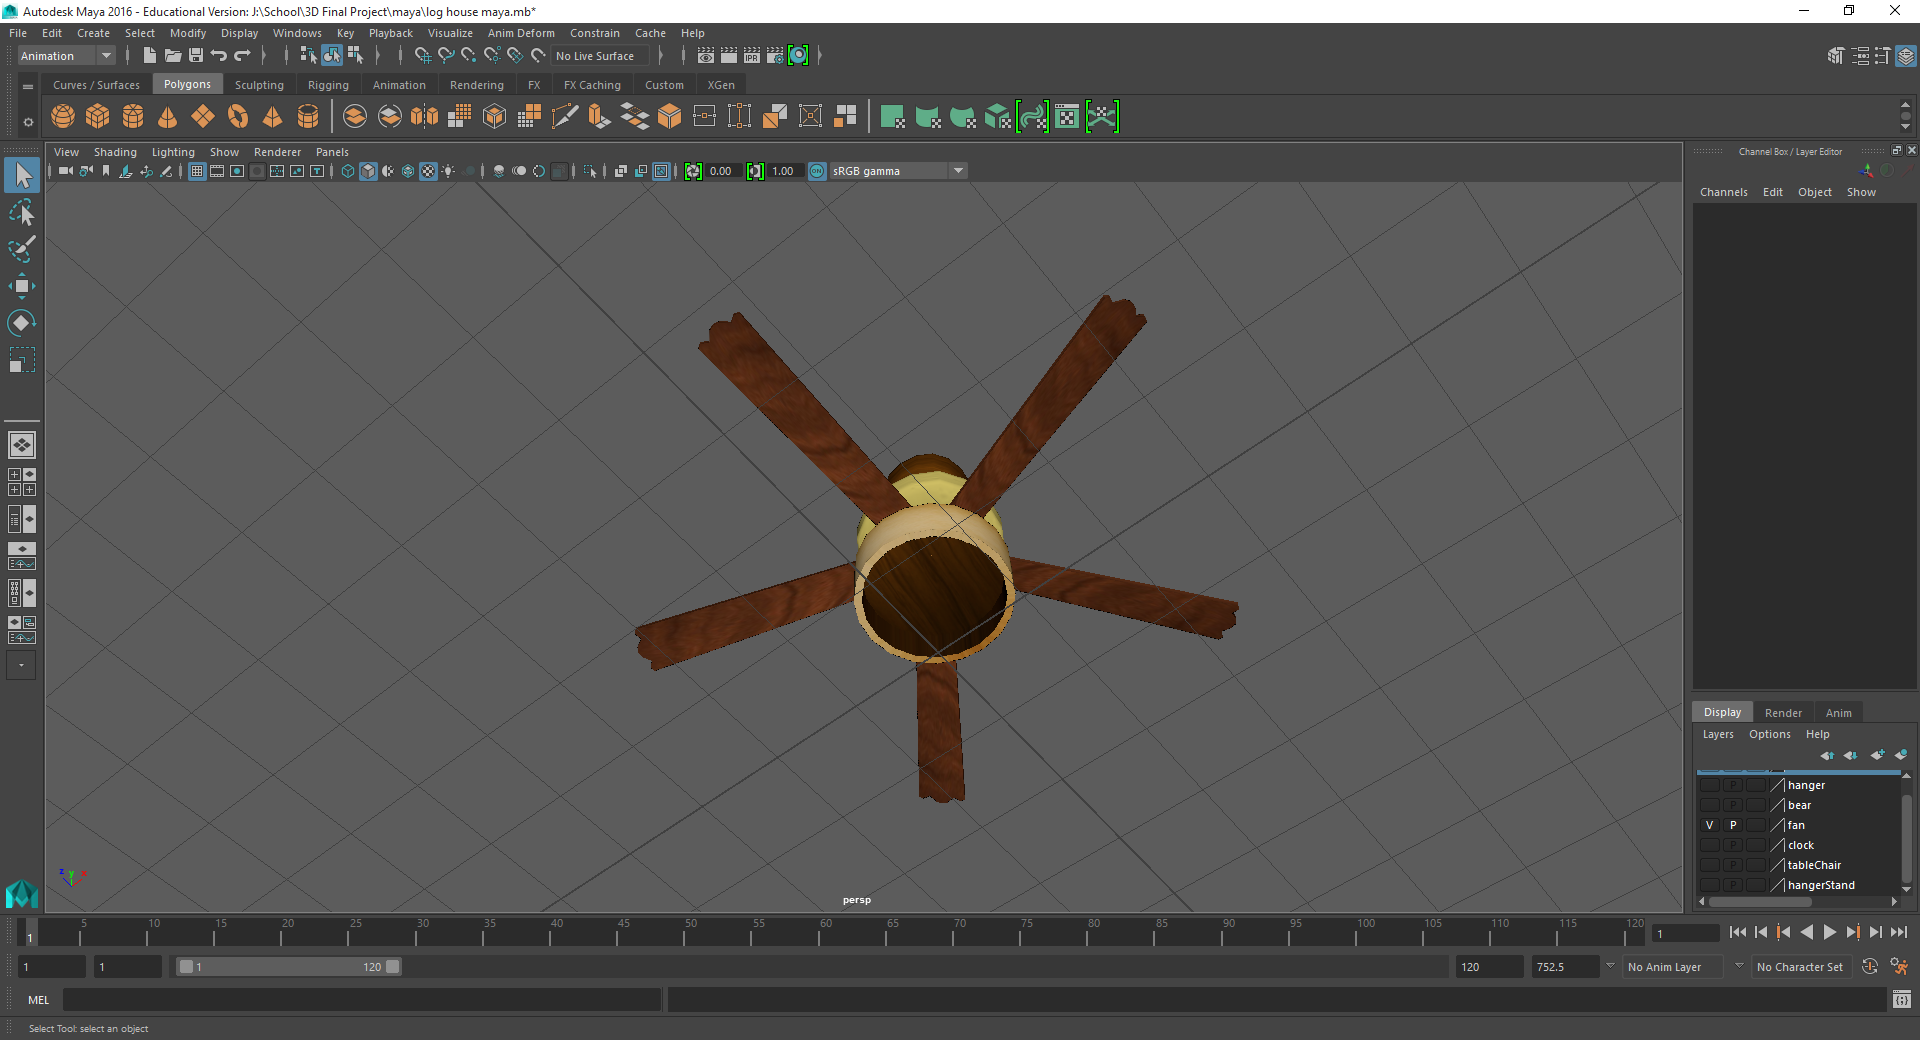 Autodesk Maya 2016 - Educational Version: J:\School\3D Final Project\maya\log house maya.mb*
File Edit Create Select Modify Display Windows Key Playback Visualize Anim Deform Constrain Cache Help
Animation No Live Surface IPR
Curves / Surfaces Polygons Sculpting Rigging Animation Rendering FX FX Caching Custom XGen
View Shading Lighting Show Renderer Panels
0.00 1.00 ON sRGB gamma
Channel Box / Layer Editor
Channels Edit Object Show
persp
z y x
Display Render Anim
Layers Options Help
P hanger
P bear
V P fan
P clock
P tableChair
P hangerStand
1 5 10 15 20 25 30 35 40 45 50 55 60 65 70 75 80 85 90 95 100 105 110 115 120 1
1 1 1 120 120 752.5 No Anim Layer No Character Set
MEL
Select Tool: select an object